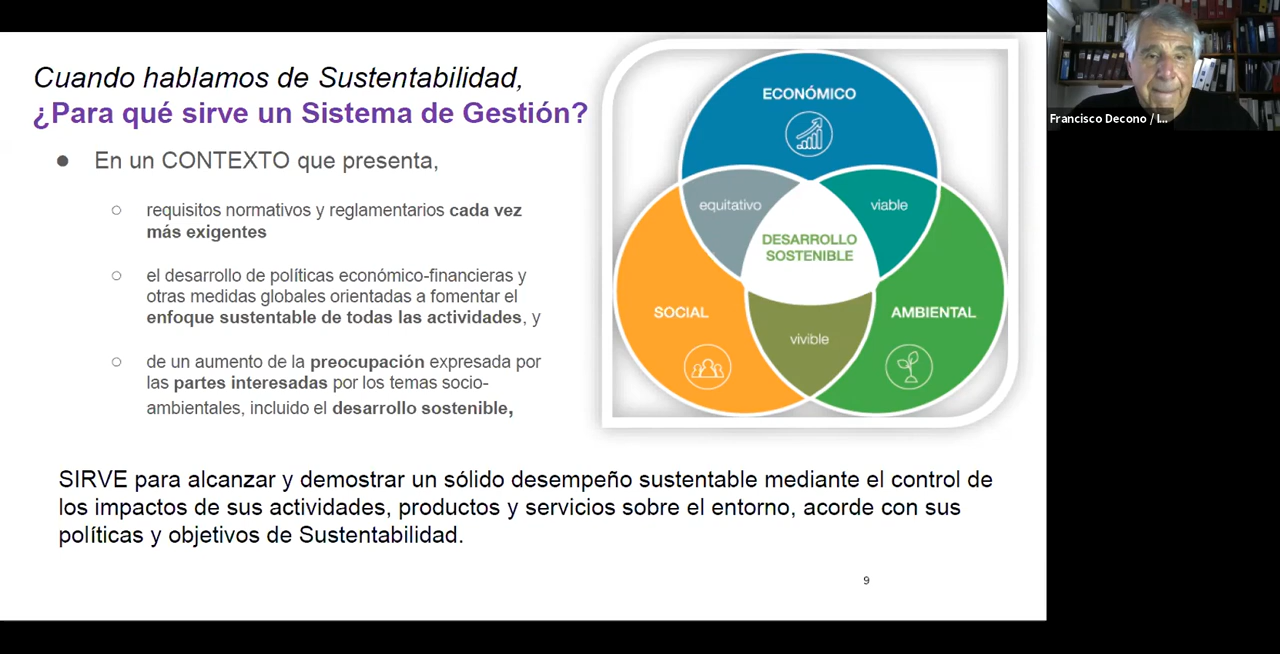 Cuando hablamos de Sustentabilidad,
¿Para qué sirve un Sistema de Gestión?
● En un CONTEXTO que presenta,
○ requisitos normativos y reglamentarios cada vez
más exigentes
○ el desarrollo de políticas económico-financieras y
otras medidas globales orientadas a fomentar el
enfoque sustentable de todas las actividades, y
○ de un aumento de la preocupación expresada por
las partes interesadas por los temas socio-
ambientales, incluido el desarrollo sostenible,
ECONÓMICO
equitativo
viable
DESARROLLO
SOSTENIBLE
SOCIAL
AMBIENTAL
vivible
SIRVE para alcanzar y demostrar un sólido desempeño sustentable mediante el control de
los impactos de sus actividades, productos y servicios sobre el entorno, acorde con sus
políticas y objetivos de Sustentabilidad.
9
Francisco Decono / I...